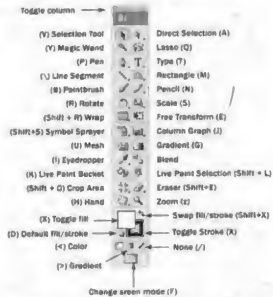 Toggle column
Ai
(V) Selection Tool Direct Selection (A)
(Y) Magic Wand Lasso (Q)
(P) Pen Type (T)
(\) Line Segment Rectangle (M)
(B) Paintbrush Pencil (N)
(R) Rotate Scale (S)
(Shift + R) Wrap Free Transform (E)
(Shift+S) Symbol Sprayer Column Graph (J)
(U) Mesh Gradient (G)
(I) Eyedropper Blend
(K) Live Paint Bucket Live Paint Selection (Shift + L)
(Shift + O) Crop Area Eraser (Shift+E)
(H) Hand Zoom (z)
(X) Toggle fill Swap fill/stroke (Shift+X)
(D) Default fill/stroke Toggle Stroke (X)
(<) Color None (/)
(>) Gradient
Change sreen mode (F)